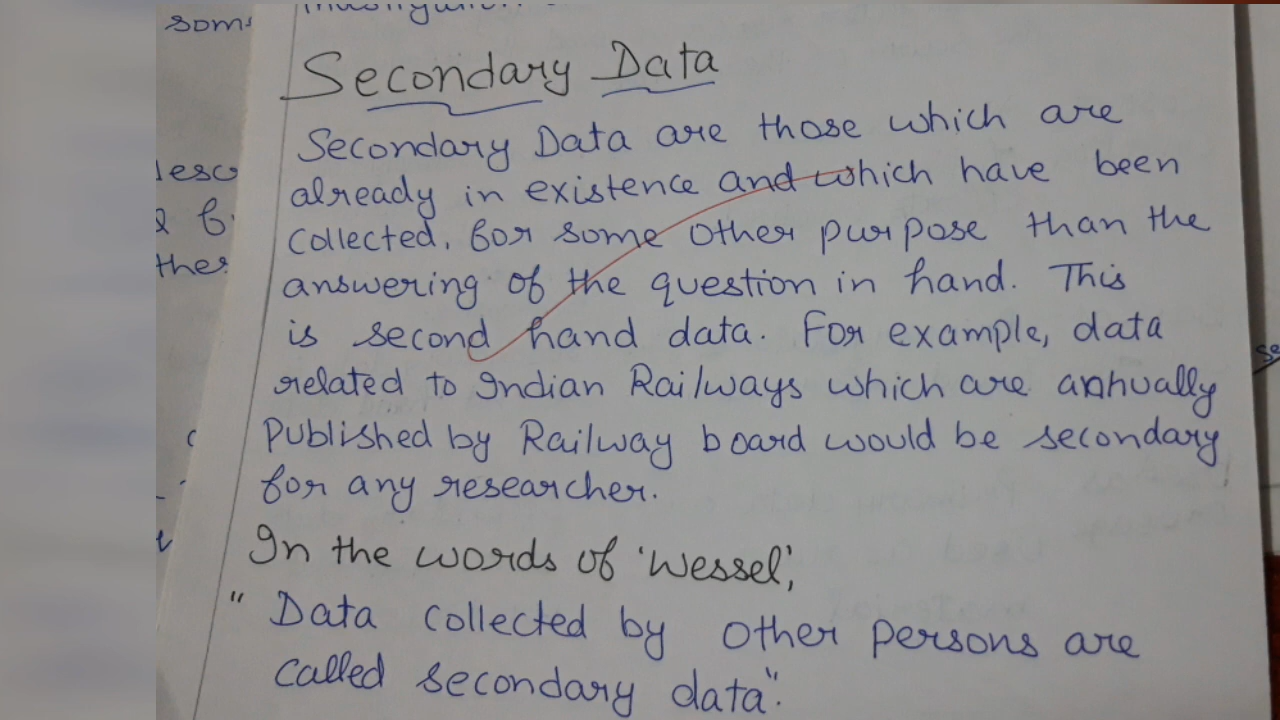 some
Secondary Data
Secondary Data are those which are
already in existence and which have been
collected, for some other purpose than the
answering of the question in hand. This
is second hand data. For example, data
related to Indian Railways which are annually
Published by Railway board would be secondary
for any researcher.
In the words of 'Wessel',
" Data collected by other persons are
called secondary data".